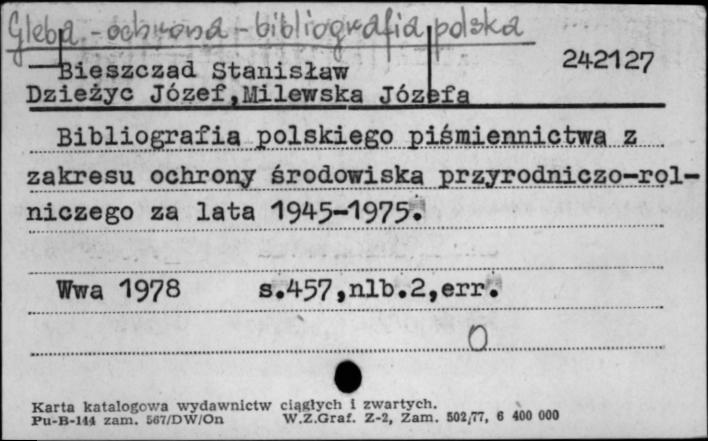 Gleba - ochrona - bibliografia polska
Bieszczad Stanisław 242127
Dzieżyc Józef,Milewska Józefa
Bibliografia polskiego piśmiennictwa z
zakresu ochrony środowiska przyrodniczo-rol-
niczego za lata 1945-1975.
Wwa 1978 s.457,nlb.2,err.
0
Karta katalogowa wydawnictw ciągłych i zwartych.
Pu-B-144 zam. 567/DW/On W.Z.Graf. Z-2, Zam. 502/77, 6 400 000